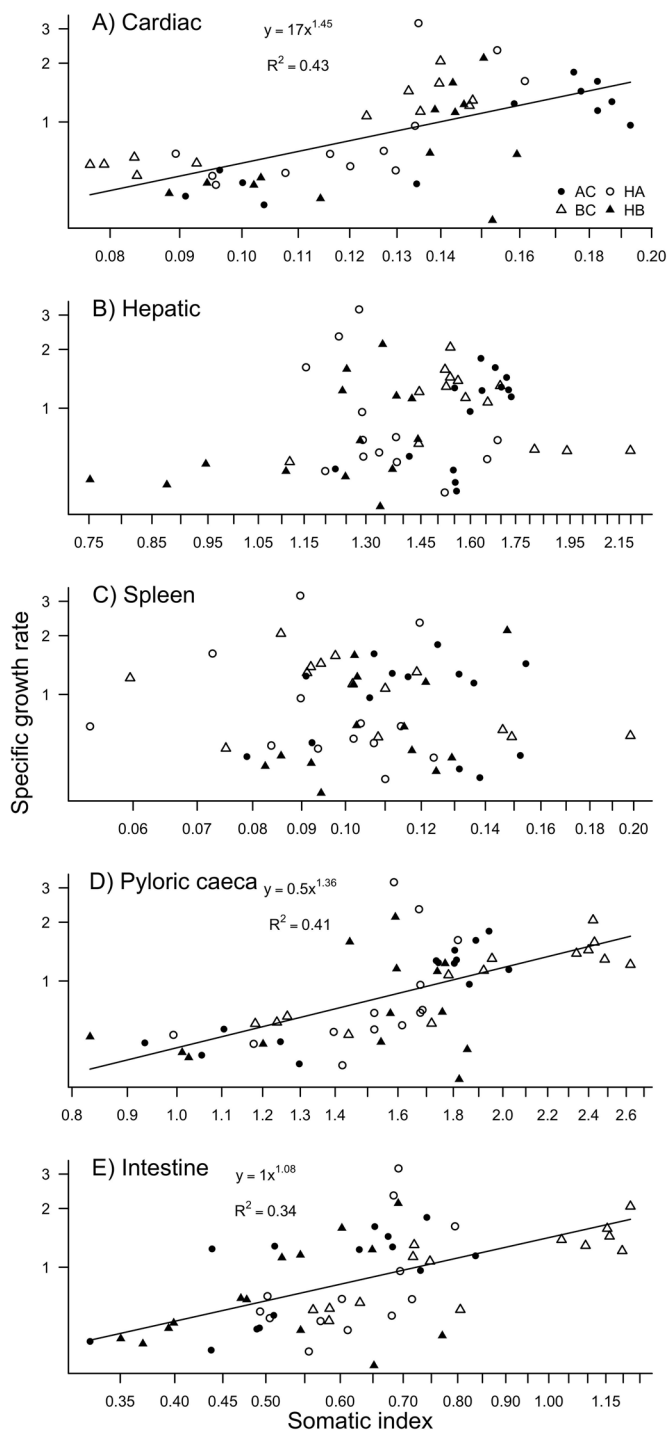 A) Cardiac
y = 17x^1.45
R² = 0.43
3
2
1
AC HA
BC HB
0.08 0.09 0.10 0.11 0.12 0.13 0.14 0.16 0.18 0.19 0.20
B) Hepatic
3
2
1
0.75 0.85 0.95 1.05 1.15 1.30 1.45 1.60 1.75 1.95 2.15
C) Spleen
3
2
1
0.06 0.07 0.08 0.09 0.10 0.12 0.14 0.16 0.18 0.20
Specific growth rate
D) Pyloric caeca
y = 0.5x^1.36
R² = 0.41
3
2
1
0.8 0.9 1.0 1.1 1.2 1.3 1.4 1.6 1.8 2.0 2.2 2.4 2.6
E) Intestine
y = 1x^1.08
R² = 0.34
3
2
1
0.35 0.40 0.45 0.50 0.60 0.70 0.80 0.90 1.00 1.15
Somatic index